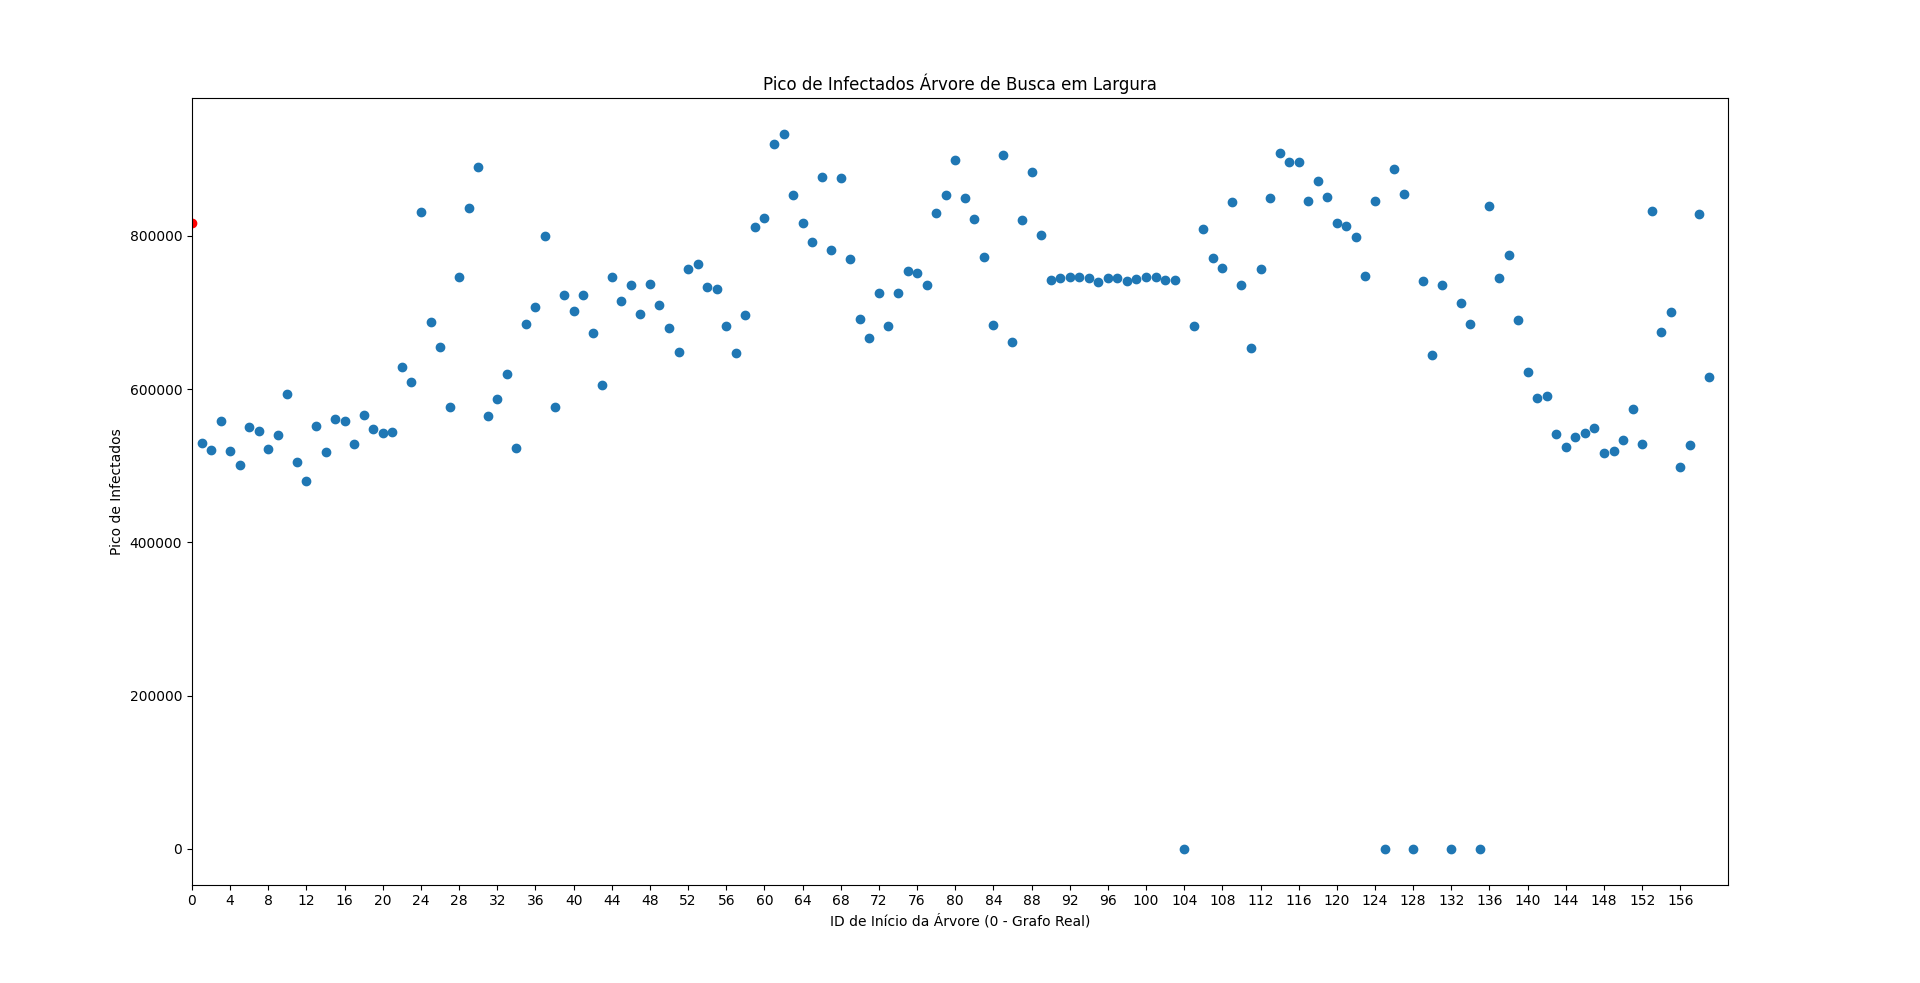 Pico de Infectados Árvore de Busca em Largura
Pico de Infectados
800000
600000
400000
200000
0
0 4 8 12 16 20 24 28 32 36 40 44 48 52 56 60 64 68 72 76 80 84 88 92 96 100 104 108 112 116 120 124 128 132 136 140 144 148 152 156
ID de Início da Árvore (0 - Grafo Real)